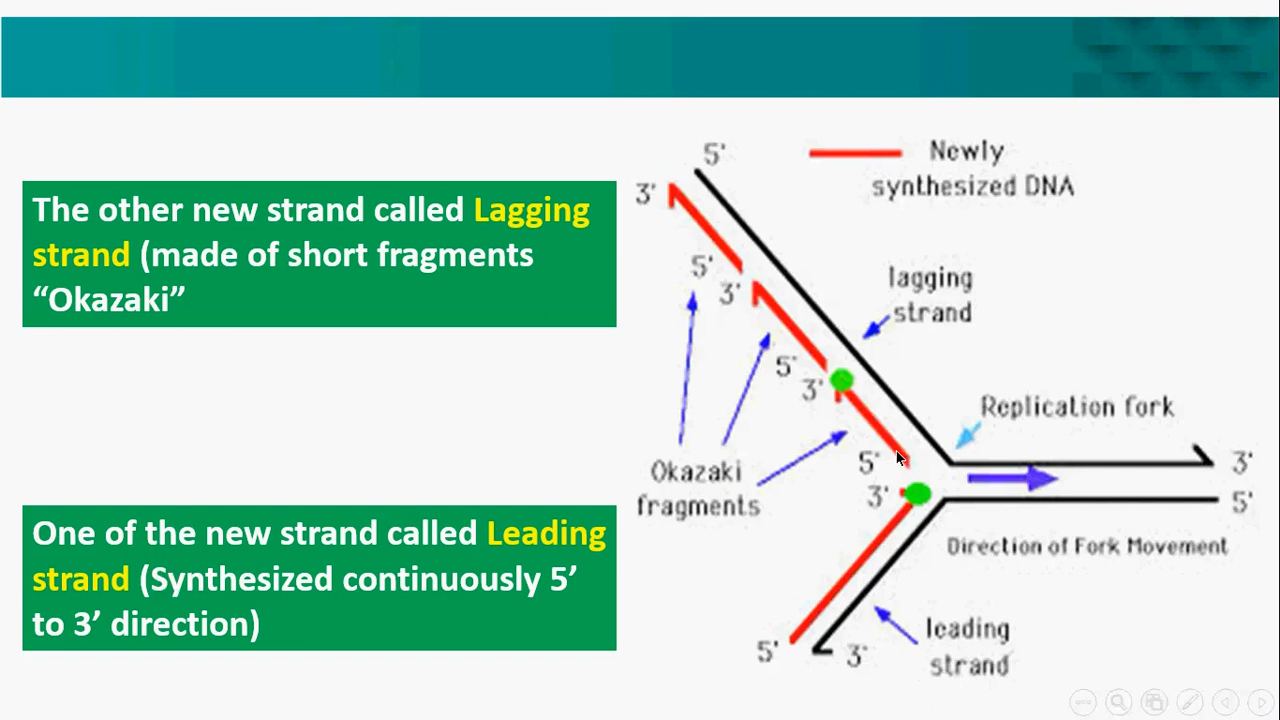 The other new strand called Lagging
strand (made of short fragments
“Okazaki”
One of the new strand called Leading
strand (Synthesized continuously 5’
to 3’ direction)
Newly
synthesized DNA
5'
3'
lagging
strand
5'
3'
5'
3'
Replication fork
5'
3'
3'
5'
Okazaki
fragments
Direction of Fork Movement
leading
strand
5'
3'